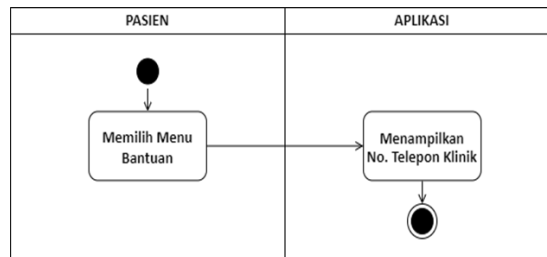 PASIEN
APLIKASI
Memilih Menu
Bantuan
Menampilkan
No. Telepon Klinik